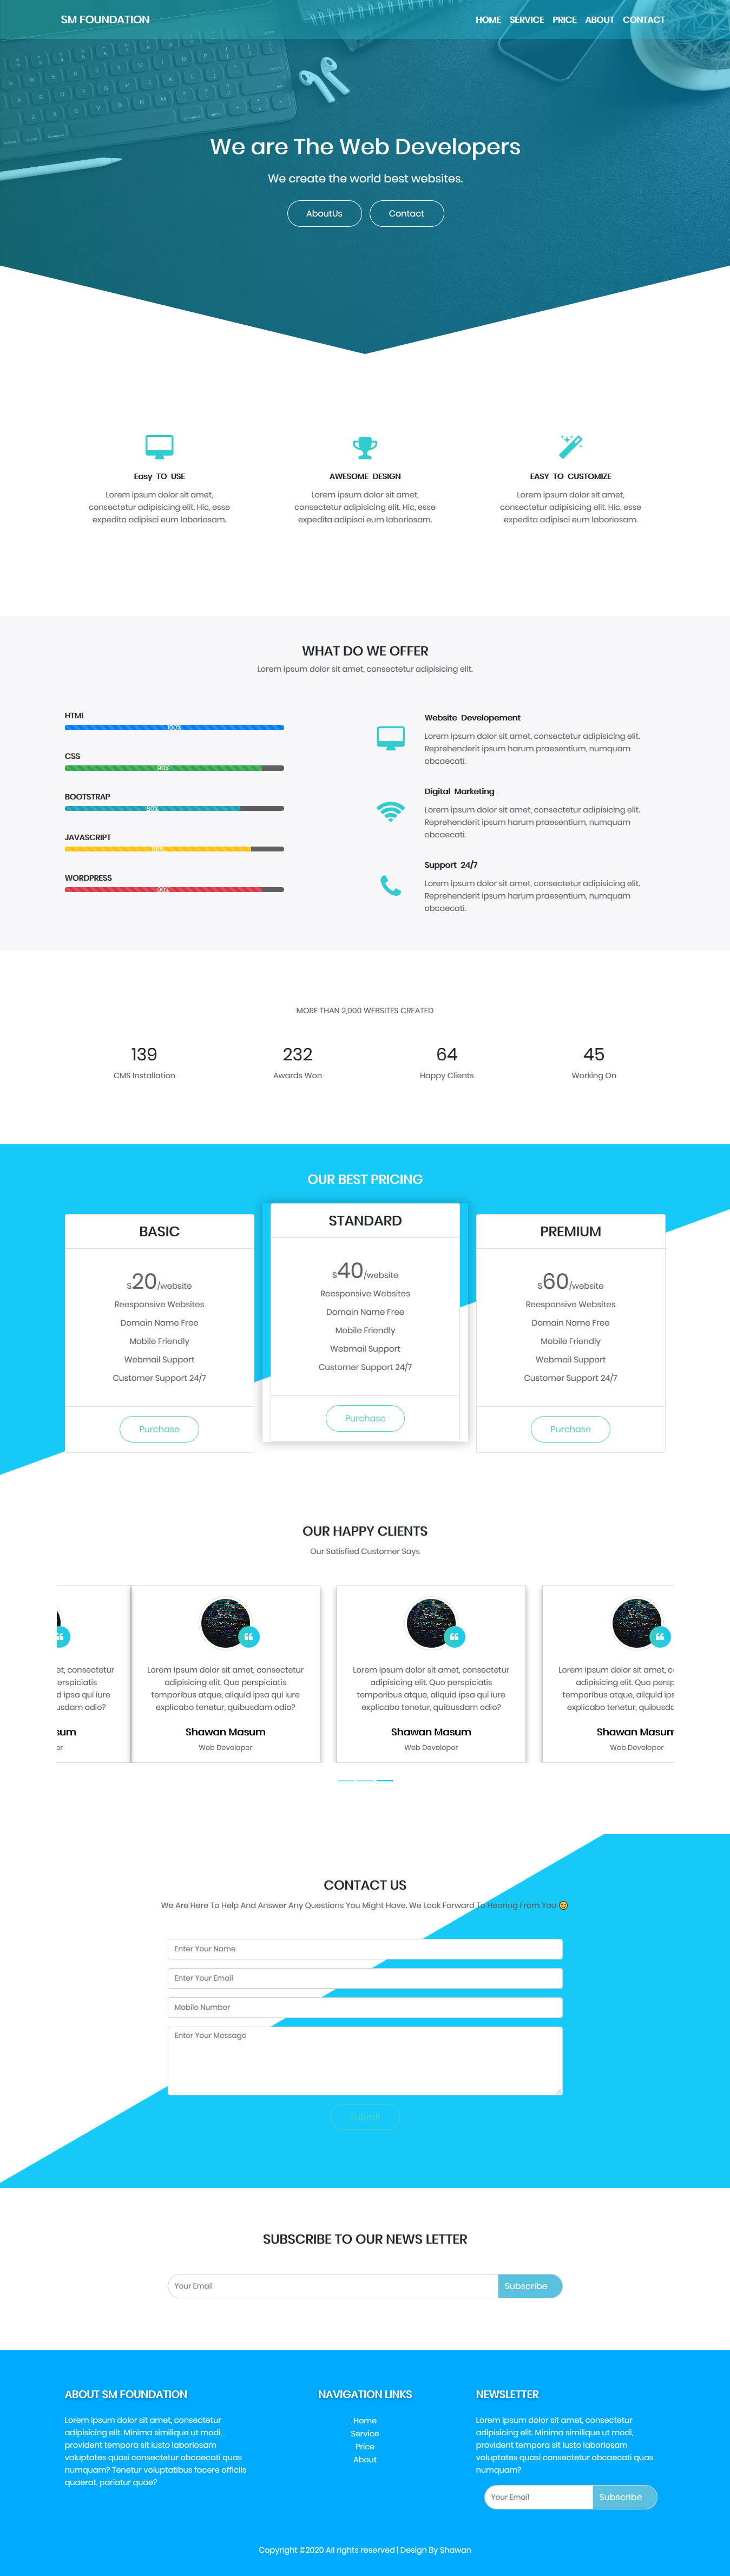 SM FOUNDATION
HOME SERVICE PRICE ABOUT CONTACT
We are The Web Developers
We create the world best websites.
AboutUs Contact
Easy TO USE
Lorem ipsum dolor sit amet,
consectetur adipisicing elit. Hic, esse
expedita adipisci eum laboriosam.
AWESOME DESIGN
Lorem ipsum dolor sit amet,
consectetur adipisicing elit. Hic, esse
expedita adipisci eum laboriosam.
EASY TO CUSTOMIZE
Lorem ipsum dolor sit amet,
consectetur adipisicing elit. Hic, esse
expedita adipisci eum laboriosam.
WHAT DO WE OFFER
Lorem ipsum dolor sit amet, consectetur adipisicing elit.
HTML
100%
CSS
90%
BOOTSTRAP
80%
JAVASCRIPT
WORDPRESS
90%
Website Developement
Lorem ipsum dolor sit amet, consectetur adipisicing elit.
Reprehenderit ipsum harum praesentium, numquam
obcaecati.
Digital Marketing
Lorem ipsum dolor sit amet, consectetur adipisicing elit.
Reprehenderit ipsum harum praesentium, numquam
obcaecati.
Support 24/7
Lorem ipsum dolor sit amet, consectetur adipisicing elit.
Reprehenderit ipsum harum praesentium, numquam
obcaecati.
MORE THAN 2,000 WEBSITES CREATED
139
CMS Installation
232
Awards Won
64
Happy Clients
45
Working On
OUR BEST PRICING
BASIC
$20/website
Reesponsive Websites
Domain Name Free
Mobile Friendly
Webmail Support
Customer Support 24/7
Purchase
STANDARD
$40/website
Reesponsive Websites
Domain Name Free
Mobile Friendly
Webmail Support
Customer Support 24/7
Purchase
PREMIUM
$60/website
Reesponsive Websites
Domain Name Free
Mobile Friendly
Webmail Support
Customer Support 24/7
Purchase
OUR HAPPY CLIENTS
Our Satisfied Customer Says
et, consectetur
erspiciatis
d ipsa qui iure
usdam odio?
sum
er
Lorem ipsum dolor sit amet, consectetur
adipisicing elit. Quo perspiciatis
temporibus atque, aliquid ipsa qui iure
explicabo tenetur, quibusdam odio?
Shawan Masum
Web Developer
Lorem ipsum dolor sit amet, consectetur
adipisicing elit. Quo perspiciatis
temporibus atque, aliquid ipsa qui iure
explicabo tenetur, quibusdam odio?
Shawan Masum
Web Developer
Lorem ipsum dolor sit amet, c
adipisicing elit. Quo perspic
temporibus atque, aliquid ips
explicabo tenetur, quibusdc
Shawan Masum
Web Developer
CONTACT US
We Are Here To Help And Answer Any Questions You Might Have. We Look Forward To Hearing From You 😊
Enter Your Name
Enter Your Email
Mobile Number
Enter Your Message
Submit
SUBSCRIBE TO OUR NEWS LETTER
Your Email Subscribe
ABOUT SM FOUNDATION
Lorem ipsum dolor sit amet, consectetur
adipisicing elit. Minima similique ut modi,
provident tempora sit iusto laboriosam
voluptates quasi consectetur obcaecati quas
numquam? Tenetur voluptatibus facere officiis
quaerat, pariatur quae?
NAVIGATION LINKS
Home
Service
Price
About
NEWSLETTER
Lorem ipsum dolor sit amet, consectetur
adipisicing elit. Minima similique ut modi,
provident tempora sit iusto laboriosam
voluptates quasi consectetur obcaecati quas
numquam?
Your Email Subscribe
Copyright ©2020 All rights reserved | Design By Shawan